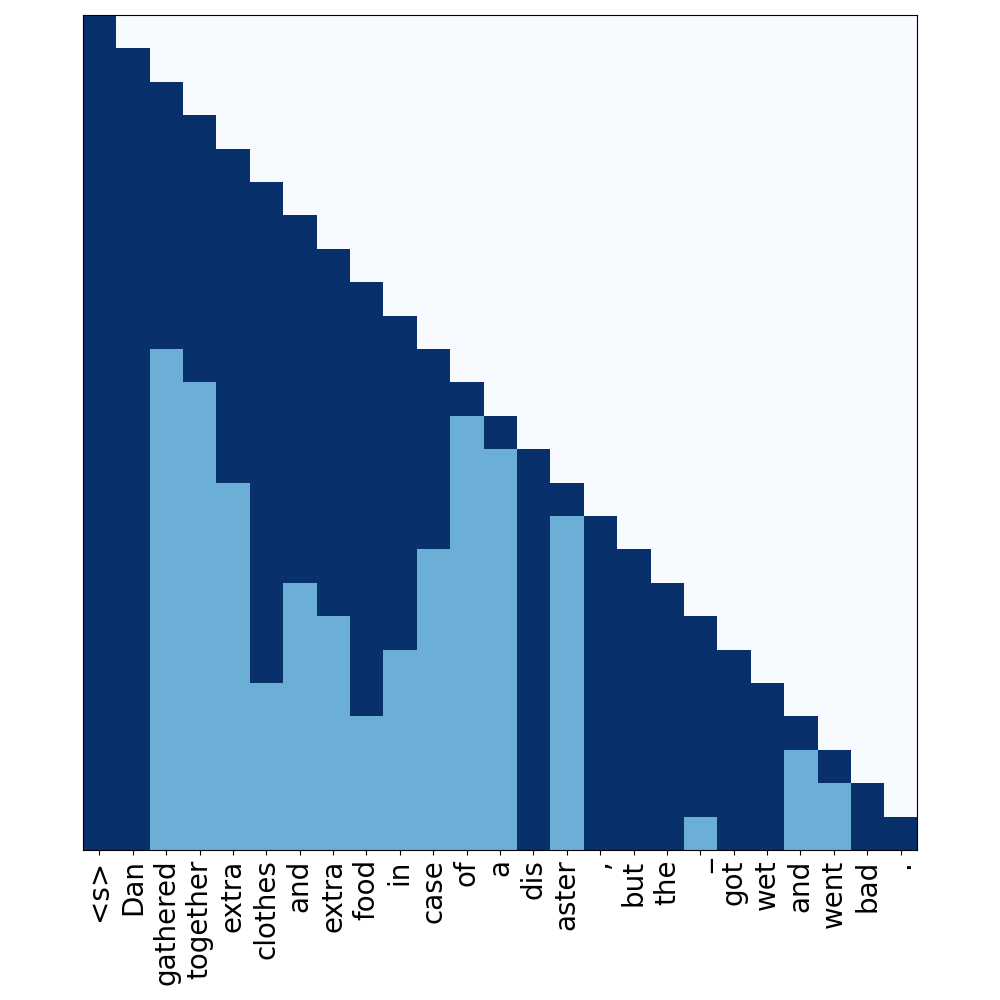 <s>
Dan
gathered
together
extra
clothes
and
extra
food
in
case
of
a
dis
aster
,
but
the
_
got
wet
and
went
bad
.